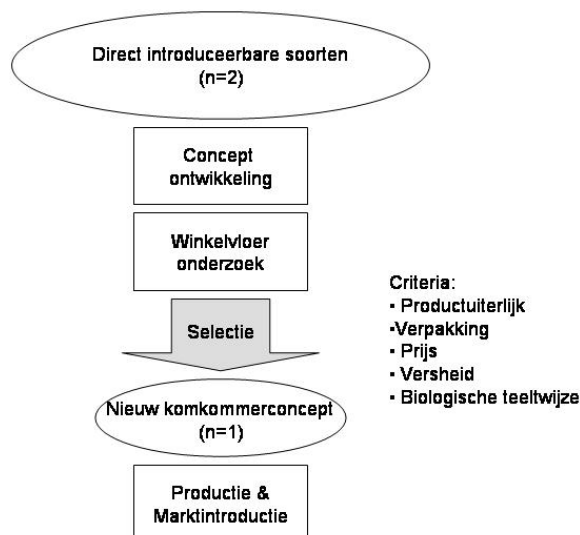 Direct introduceerbare soorten
(n=2)
Concept
ontwikkeling
Winkelvloer
onderzoek
Selectie
Criteria:
• Productuiterlijk
•Verpakking
• Prijs
• Versheid
• Biologische teeltwijze
Nieuw komkommerconcept
(n=1)
Productie &
Marktintroductie